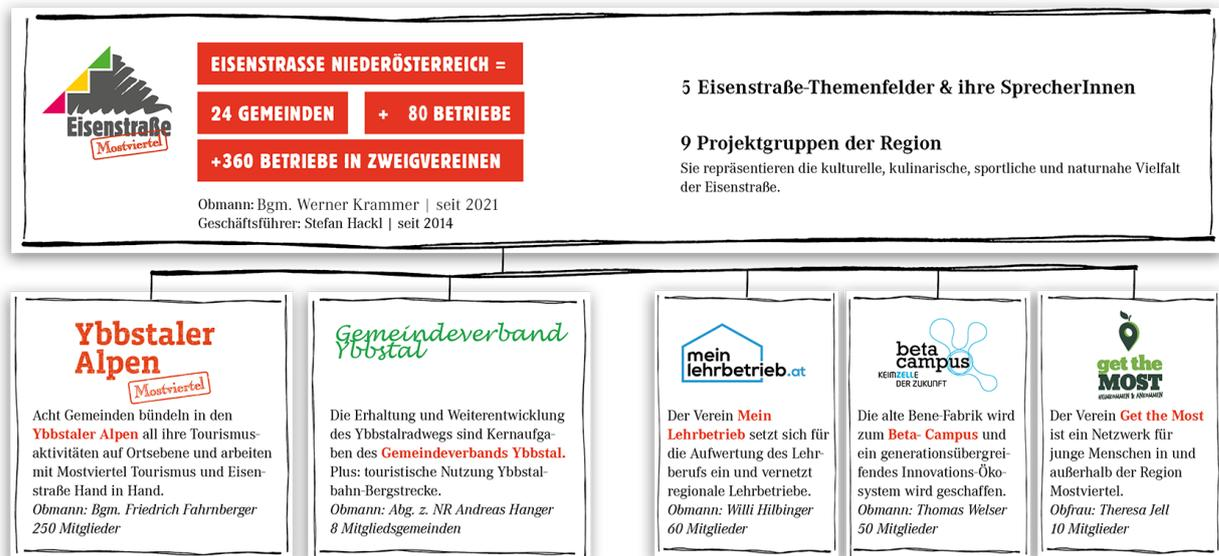 Eisenstraße
Mostviertel
EISENSTRASSE NIEDERÖSTERREICH =
24 GEMEINDEN
+ 80 BETRIEBE
+360 BETRIEBE IN ZWEIGVEREINEN
Obmann: Bgm. Werner Krammer | seit 2021
Geschäftsführer: Stefan Hackl | seit 2014
5 Eisenstraße-Themenfelder & ihre SprecherInnen
9 Projektgruppen der Region
Sie repräsentieren die kulturelle, kulinarische, sportliche und naturnahe Vielfalt
der Eisenstraße.
Ybbstaler
Alpen
Mostviertel
Acht Gemeinden bündeln in den
Ybbstaler Alpen all ihre Tourismus-
aktivitäten auf Ortsebene und arbeiten
mit Mostviertel Tourismus und Eisen-
straße Hand in Hand.
Obmann: Bgm. Friedrich Fahrnberger
250 Mitglieder
Gemeindeverband
Ybbstal
Die Erhaltung und Weiterentwicklung
des Ybbstalradwegs sind Kernaufga-
ben des Gemeindeverbands Ybbstal.
Plus: touristische Nutzung Ybbstal-
bahn-Bergstrecke.
Obmann: Abg. z. NR Andreas Hanger
8 Mitgliedsgemeinden
mein
lehrbetrieb.at
Der Verein Mein
Lehrbetrieb setzt sich für
die Aufwertung des Lehr-
berufs ein und vernetzt
regionale Lehrbetriebe.
Obmann: Willi Hilbinger
60 Mitglieder
beta
campus
KEIMZELLE
DER ZUKUNFT
Die alte Bene-Fabrik wird
zum Beta- Campus und
ein generationsübergrei-
fendes Innovations-Öko-
system wird geschaffen.
Obmann: Thomas Welser
50 Mitglieder
get the
MOST
HEIMKOMMEN & ANKOMMEN
Der Verein Get the Most
ist ein Netzwerk für
junge Menschen in und
außerhalb der Region
Mostviertel.
Obfrau: Theresa Jell
10 Mitglieder